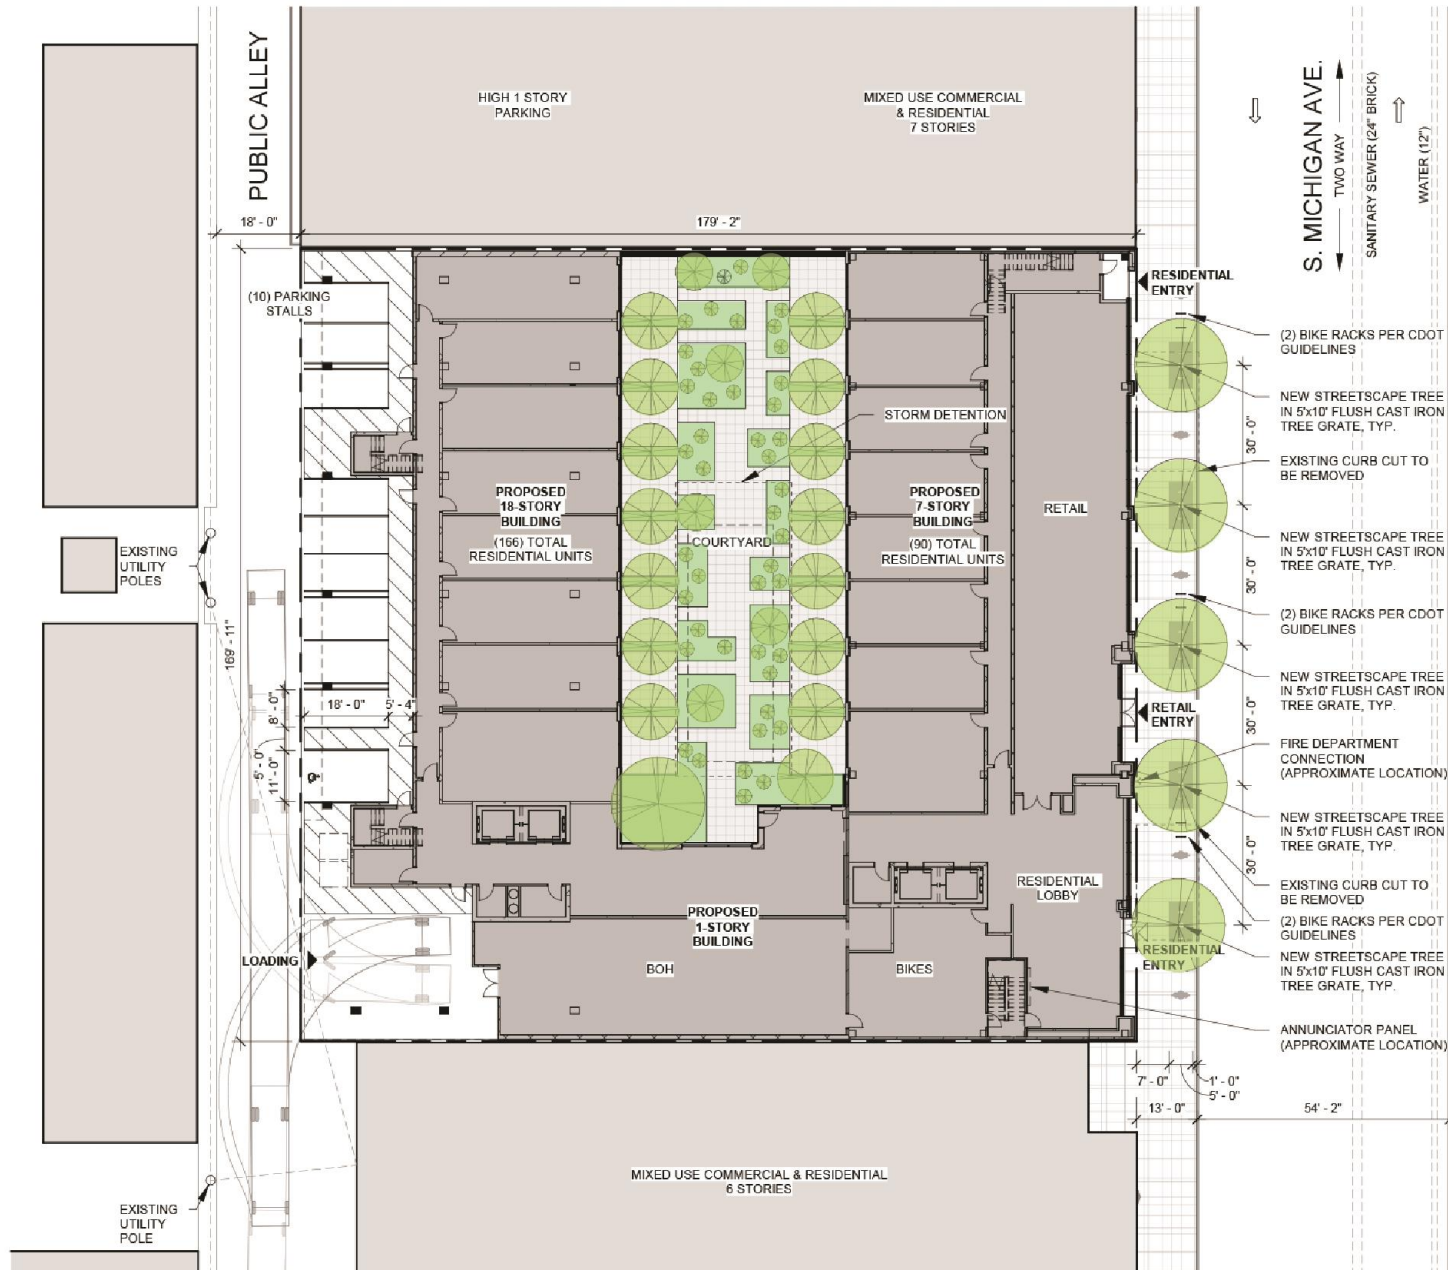 PUBLIC ALLEY
HIGH 1 STORY
PARKING
MIXED USE COMMERCIAL
& RESIDENTIAL
7 STORIES
S. MICHIGAN AVE.
TWO WAY
SANITARY SEWER (24" BRICK)
WATER (12")
18' - 0"
179' - 2"
(10) PARKING
STALLS
RESIDENTIAL
ENTRY
(2) BIKE RACKS PER CDOT
GUIDELINES
NEW STREETSCAPE TREE
IN 5'x10' FLUSH CAST IRON
TREE GRATE, TYP.
30' - 0"
STORM DETENTION
EXISTING CURB CUT TO
BE REMOVED
PROPOSED
18-STORY
BUILDING
(166) TOTAL
RESIDENTIAL UNITS
COURTYARD
PROPOSED
7-STORY
BUILDING
(90) TOTAL
RESIDENTIAL UNITS
RETAIL
NEW STREETSCAPE TREE
IN 5'x10' FLUSH CAST IRON
TREE GRATE, TYP.
30' - 0"
EXISTING
UTILITY
POLES
169' - 11"
(2) BIKE RACKS PER CDOT
GUIDELINES
NEW STREETSCAPE TREE
IN 5'x10' FLUSH CAST IRON
TREE GRATE, TYP.
18' - 0"
5' - 4"
8' - 0"
5' - 0"
11' - 0"
RETAIL
ENTRY
30' - 0"
FIRE DEPARTMENT
CONNECTION
(APPROXIMATE LOCATION)
NEW STREETSCAPE TREE
IN 5'x10' FLUSH CAST IRON
TREE GRATE, TYP.
30' - 0"
RESIDENTIAL
LOBBY
EXISTING CURB CUT TO
BE REMOVED
PROPOSED
1-STORY
BUILDING
(2) BIKE RACKS PER CDOT
GUIDELINES
LOADING
BOH
BIKES
RESIDENTIAL
ENTRY
NEW STREETSCAPE TREE
IN 5'x10' FLUSH CAST IRON
TREE GRATE, TYP.
ANNUNCIATOR PANEL
(APPROXIMATE LOCATION)
7' - 0"
1' - 0"
5' - 0"
13' - 0"
54' - 2"
MIXED USE COMMERCIAL & RESIDENTIAL
6 STORIES
EXISTING
UTILITY
POLE